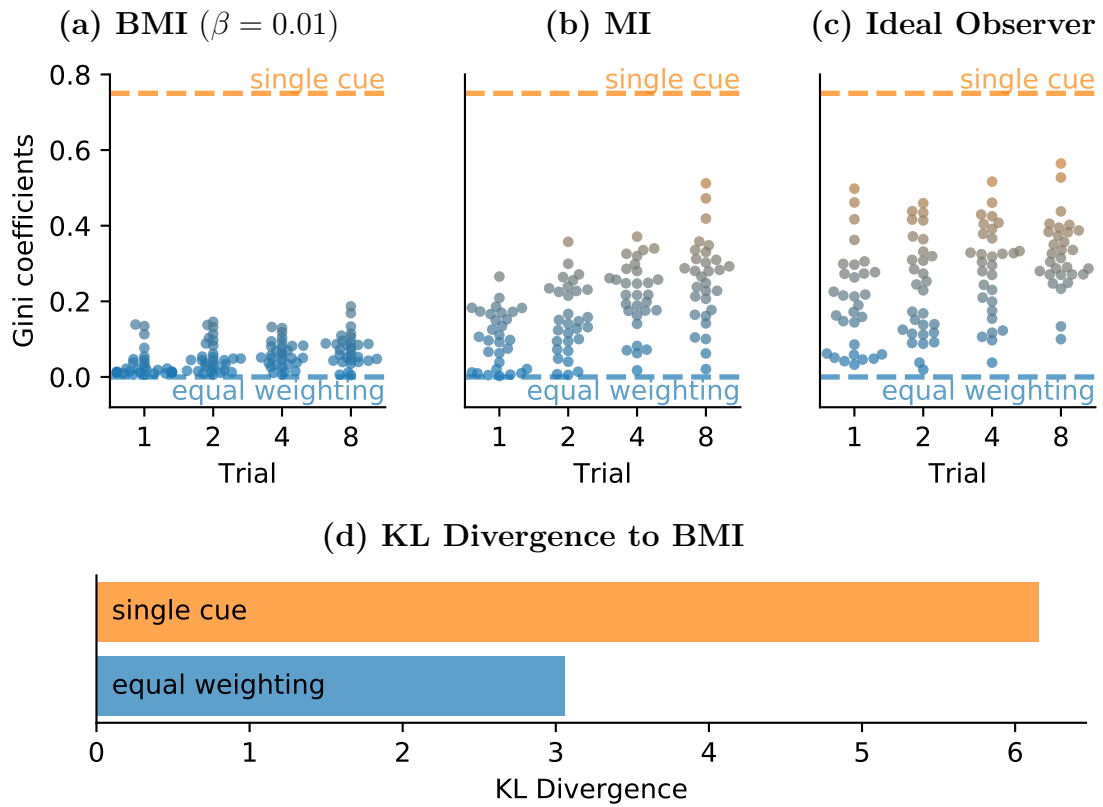 (a) BMI (β = 0.01)
(b) MI
(c) Ideal Observer
Gini coefficients
0.8
0.6
0.4
0.2
0.0
single cue
equal weighting
1 2 4 8
Trial
single cue
equal weighting
1 2 4 8
Trial
single cue
equal weighting
1 2 4 8
Trial
(d) KL Divergence to BMI
single cue
equal weighting
0 1 2 3 4 5 6
KL Divergence